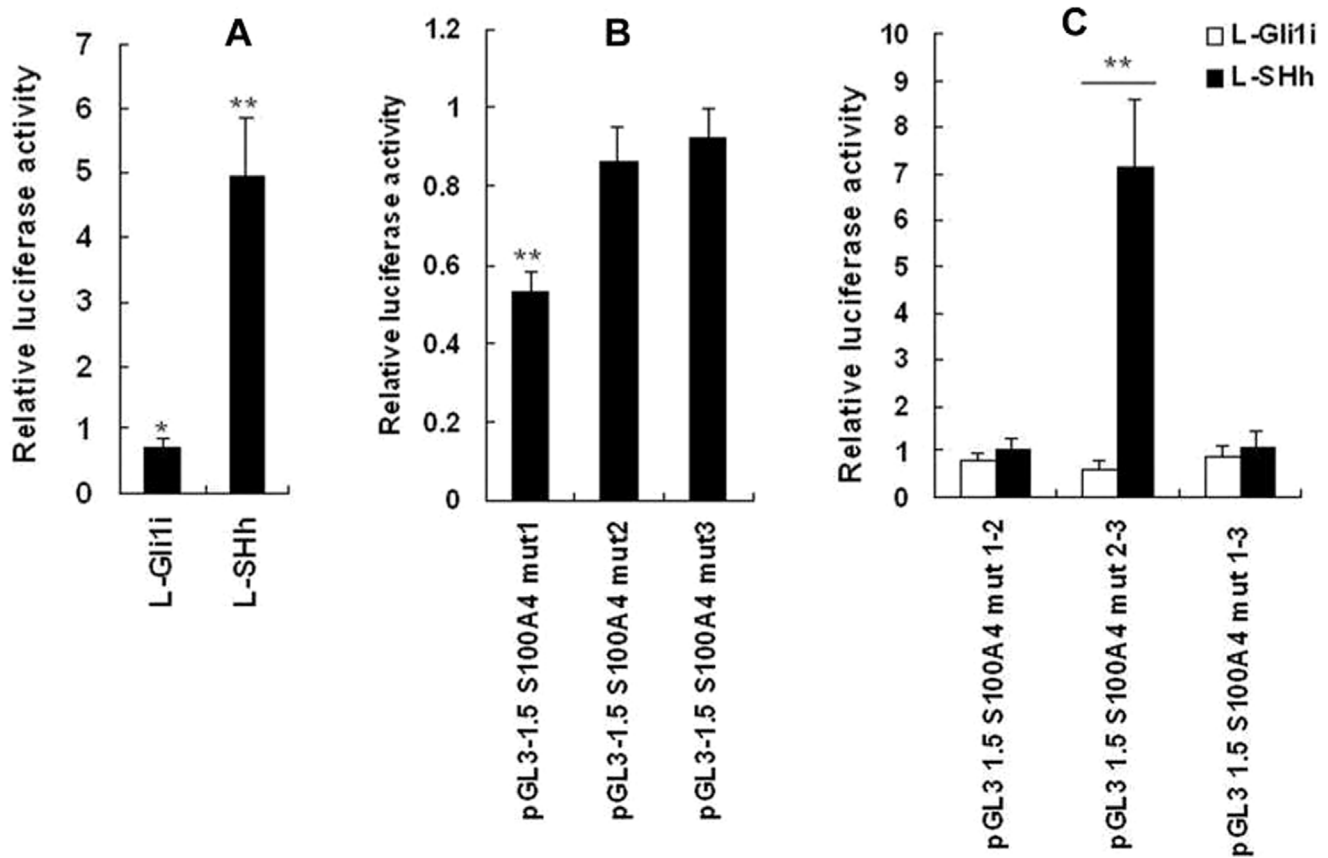 A
Relative luciferase activity
8
7
6
5
4
3
2
1
0
*
**
L-Gli1i
L-SHh
B
Relative luciferase activity
1.2
1
0.8
0.6
0.4
0.2
0
**
pGL3-1.5 S100A4 mut1
pGL3-1.5 S100A4 mut2
pGL3-1.5 S100A4 mut3
C
L-Gli1i
L-SHh
Relative luciferase activity
10
9
8
7
6
5
4
3
2
1
0
**
pGL3 1.5 S100A4 mut 1-2
pGL3 1.5 S100A4 mut 2-3
pGL3 1.5 S100A4 mut 1-3